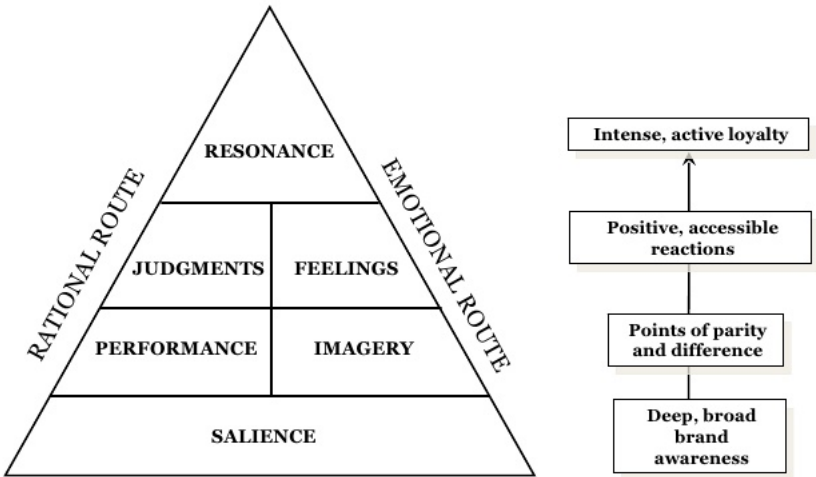 RESONANCE
RATIONAL ROUTE
EMOTIONAL ROUTE
JUDGMENTS
FEELINGS
PERFORMANCE
IMAGERY
SALIENCE
Intense, active loyalty
Positive, accessible
reactions
Points of parity
and difference
Deep, broad
brand
awareness